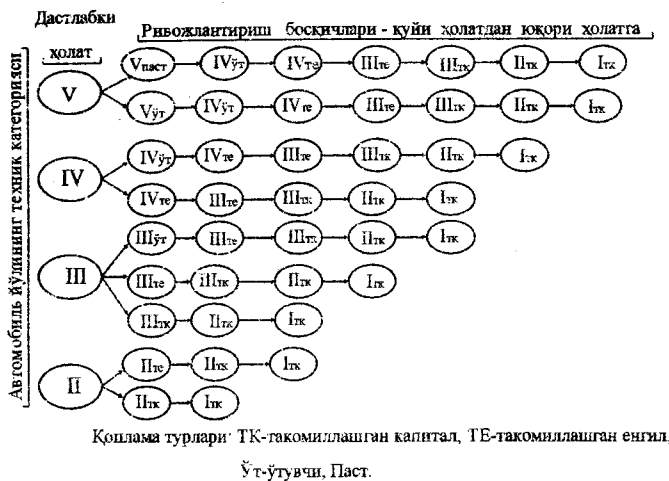 Дастлабки
ҳолат
Ривожлантириш босқичлари - қуйи ҳолатдан юқори ҳолатга
Автомобиль йўлининг техник категорияси
V
Vпаст IVўт IVте IIIте IIIтк IIтк Iтк
Vўт IVўт IVте IIIте IIIтк IIтк Iтк
IV
IVўт IVте IIIте IIIтк IIтк Iтк
IVте IIIте IIIтк IIтк Iтк
III
IIIўт IIIте IIIтк IIтк Iтк
IIIте IIIтк IIтк Iтк
IIIтк IIтк Iтк
II
IIте IIтк Iтк
IIтк Iтк
Қоплама турлари: ТК-такомиллашган капитал, ТЕ-такомиллашган енгил,
Ўт-ўтувчи, Паст.